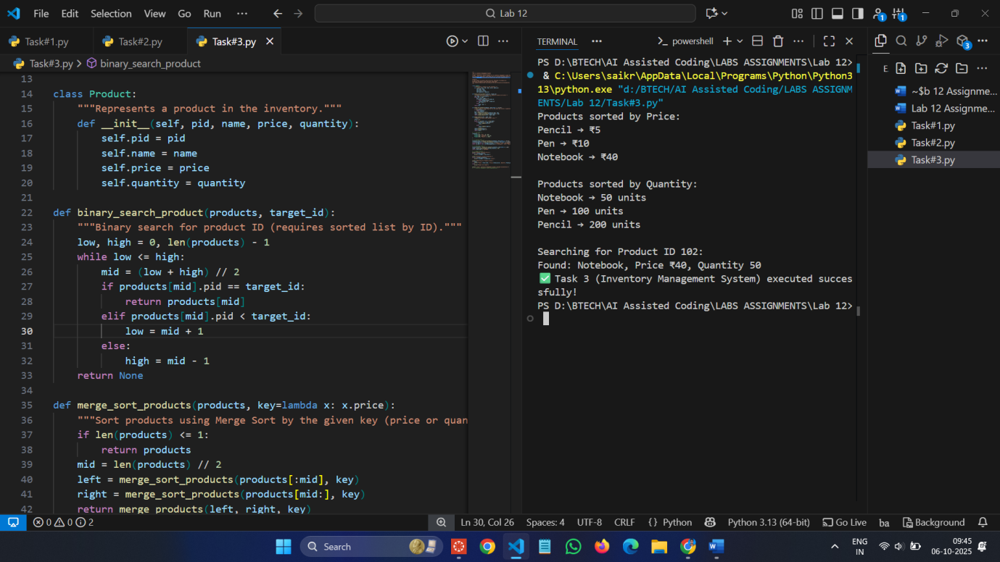 File Edit Selection View Go Run ··· Lab 12 1 1
Task#1.py Task#2.py Task#3.py
Task#3.py > binary_search_product
13
14 class Product:
15 """Represents a product in the inventory."""
16 def __init__(self, pid, name, price, quantity):
17 self.pid = pid
18 self.name = name
19 self.price = price
20 self.quantity = quantity
21
22 def binary_search_product(products, target_id):
23 """Binary search for product ID (requires sorted list by ID)."""
24 low, high = 0, len(products) - 1
25 while low <= high:
26 mid = (low + high) // 2
27 if products[mid].pid == target_id:
28 return products[mid]
29 elif products[mid].pid < target_id:
30 low = mid + 1
31 else:
32 high = mid - 1
33 return None
34
35 def merge_sort_products(products, key=lambda x: x.price):
36 """Sort products using Merge Sort by the given key (price or quan
37 if len(products) <= 1:
38 return products
39 mid = len(products) // 2
40 left = merge_sort_products(products[:mid], key)
41 right = merge_sort_products(products[mid:], key)
42 return merge_products(left, right, key)
TERMINAL ··· powershell
PS D:\BTECH\AI Assisted Coding\LABS ASSIGNMENTS\Lab 12>
& C:\Users\saikr\AppData\Local\Programs\Python\Python3
13\python.exe "d:/BTECH/AI Assisted Coding/LABS ASSIGNM
ENTS/Lab 12/Task#3.py"
Products sorted by Price:
Pencil → ₹5
Pen → ₹10
Notebook → ₹40
Products sorted by Quantity:
Notebook → 50 units
Pen → 100 units
Pencil → 200 units
Searching for Product ID 102:
Found: Notebook, Price ₹40, Quantity 50
✅ Task 3 (Inventory Management System) executed succes
sfully!
PS D:\BTECH\AI Assisted Coding\LABS ASSIGNMENTS\Lab 12>
3
E
~$b 12 Assignme...
Lab 12 Assignme...
Task#1.py
Task#2.py
Task#3.py
0 0 2 Ln 30, Col 26 Spaces: 4 UTF-8 CRLF {} Python Python 3.13 (64-bit) Go Live ba Background
Search
ENG
IN
09:45
06-10-2025